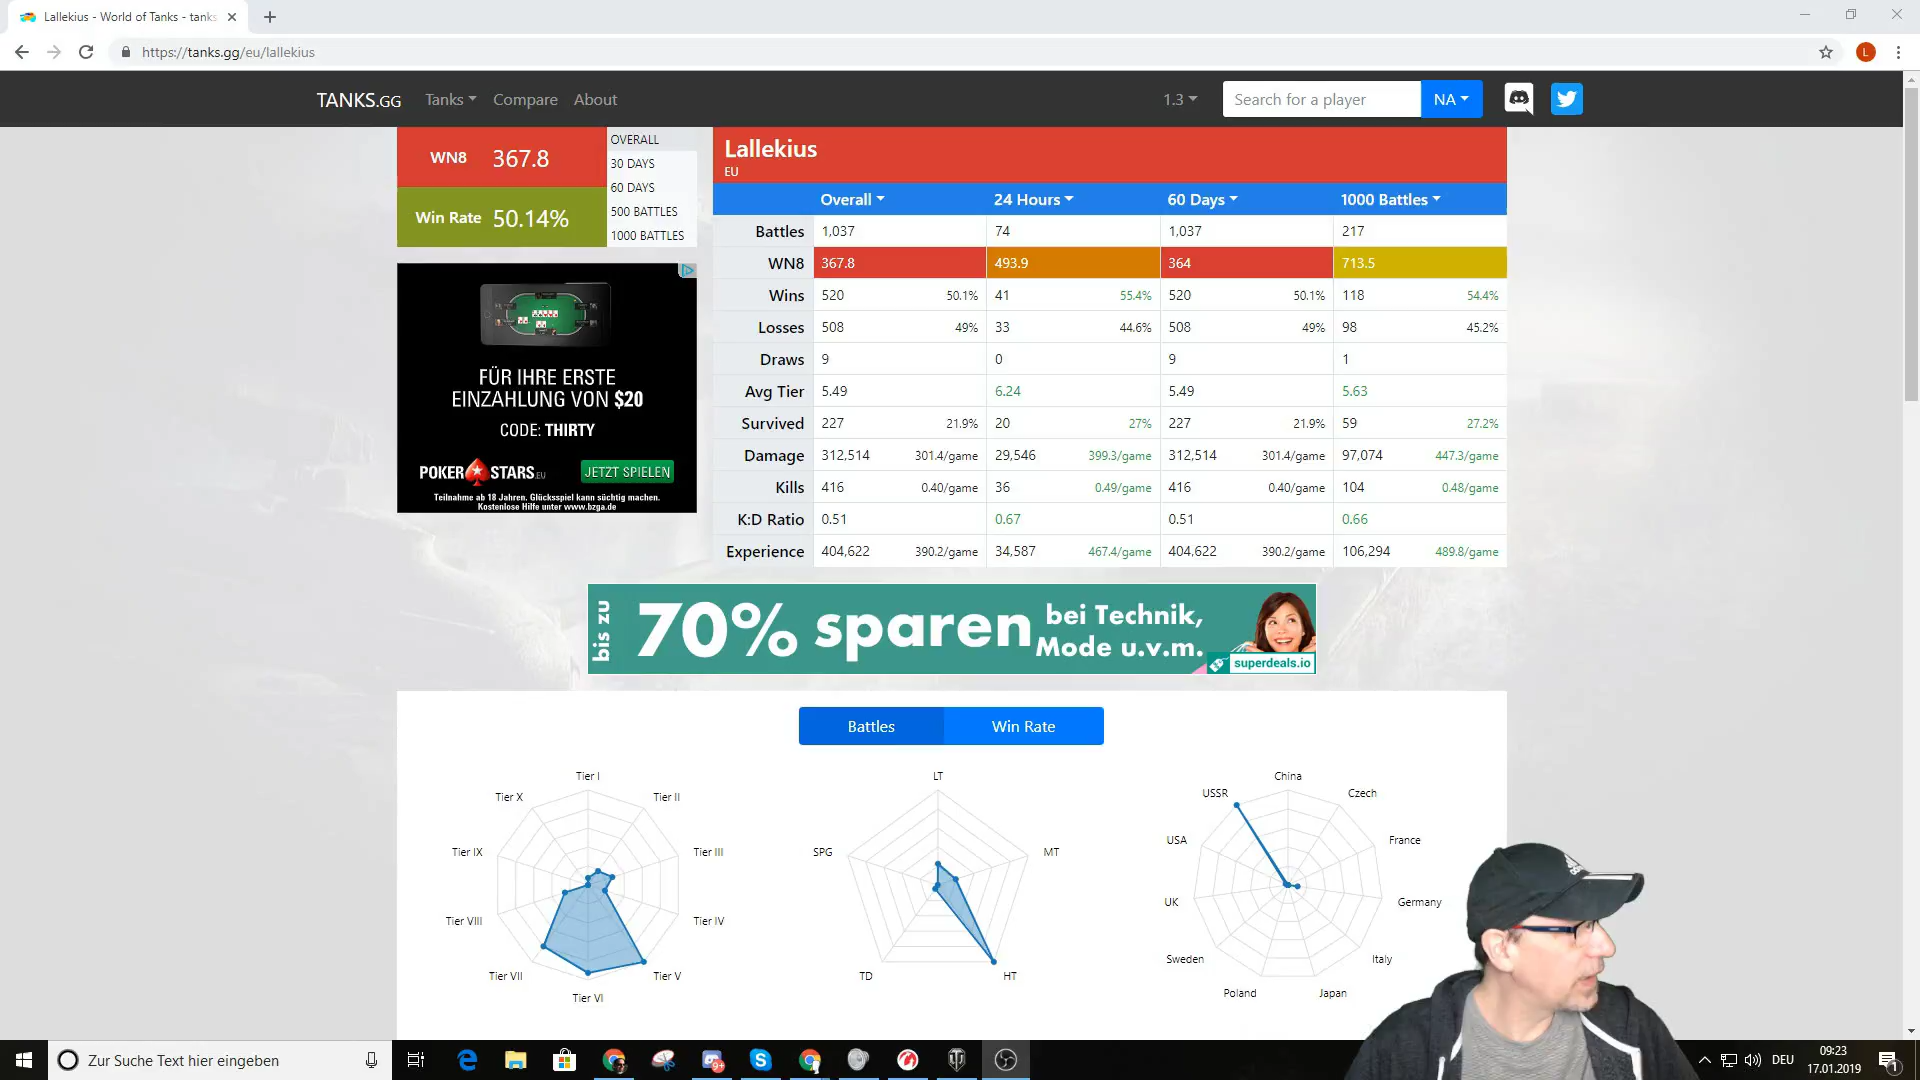 Lallekius - World of Tanks - tanks
https://tanks.gg/eu/lallekius
L
TANKS.GG Tanks Compare About 1.3 Search for a player NA
WN8 367.8
Win Rate 50.14%
OVERALL
30 DAYS
60 DAYS
500 BATTLES
1000 BATTLES
Lallekius
EU
Overall 24 Hours 60 Days 1000 Battles
Battles 1,037 74 1,037 217
WN8 367.8 493.9 364 713.5
Wins 520 50.1% 41 55.4% 520 50.1% 118 54.4%
Losses 508 49% 33 44.6% 508 49% 98 45.2%
Draws 9 0 9 1
Avg Tier 5.49 6.24 5.49 5.63
Survived 227 21.9% 20 27% 227 21.9% 59 27.2%
Damage 312,514 301.4/game 29,546 399.3/game 312,514 301.4/game 97,074 447.3/game
Kills 416 0.40/game 36 0.49/game 416 0.40/game 104 0.48/game
K:D Ratio 0.51 0.67 0.51 0.66
Experience 404,622 390.2/game 34,587 467.4/game 404,622 390.2/game 106,294 489.8/game
FÜR IHRE ERSTE
EINZAHLUNG VON $20
CODE: THIRTY
POKERSTARS.EU JETZT SPIELEN
Teilnahme ab 18 Jahren. Glücksspiel kann süchtig machen.
Kostenlose Hilfe unter www.bzga.de
bis zu 70% sparen bei Technik,
Mode u.v.m.
superdeals.io
Battles Win Rate
Tier I
Tier II
Tier III
Tier IV
Tier V
Tier VI
Tier VII
Tier VIII
Tier IX
Tier X
LT
MT
HT
TD
SPG
China
Czech
France
Germany
Italy
Japan
Poland
Sweden
UK
USA
USSR
Zur Suche Text hier eingeben
9+
DEU
09:23
17.01.2019
1